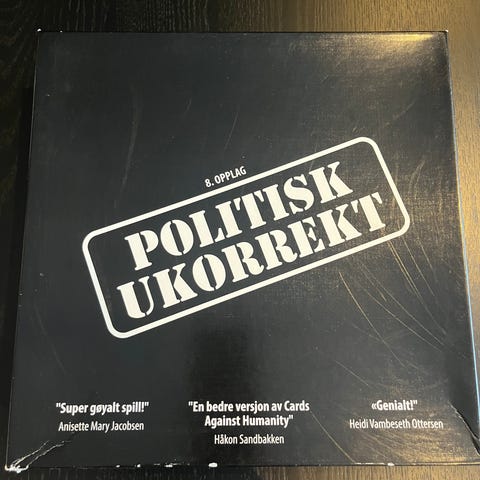 8. OPPLAG
POLITISK
UKORREKT
"Super gøyalt spill!"
Anisette Mary Jacobsen
"En bedre versjon av Cards
Against Humanity"
Håkon Sandbakken
«Genialt!"
Heidi Vambeseth Ottersen